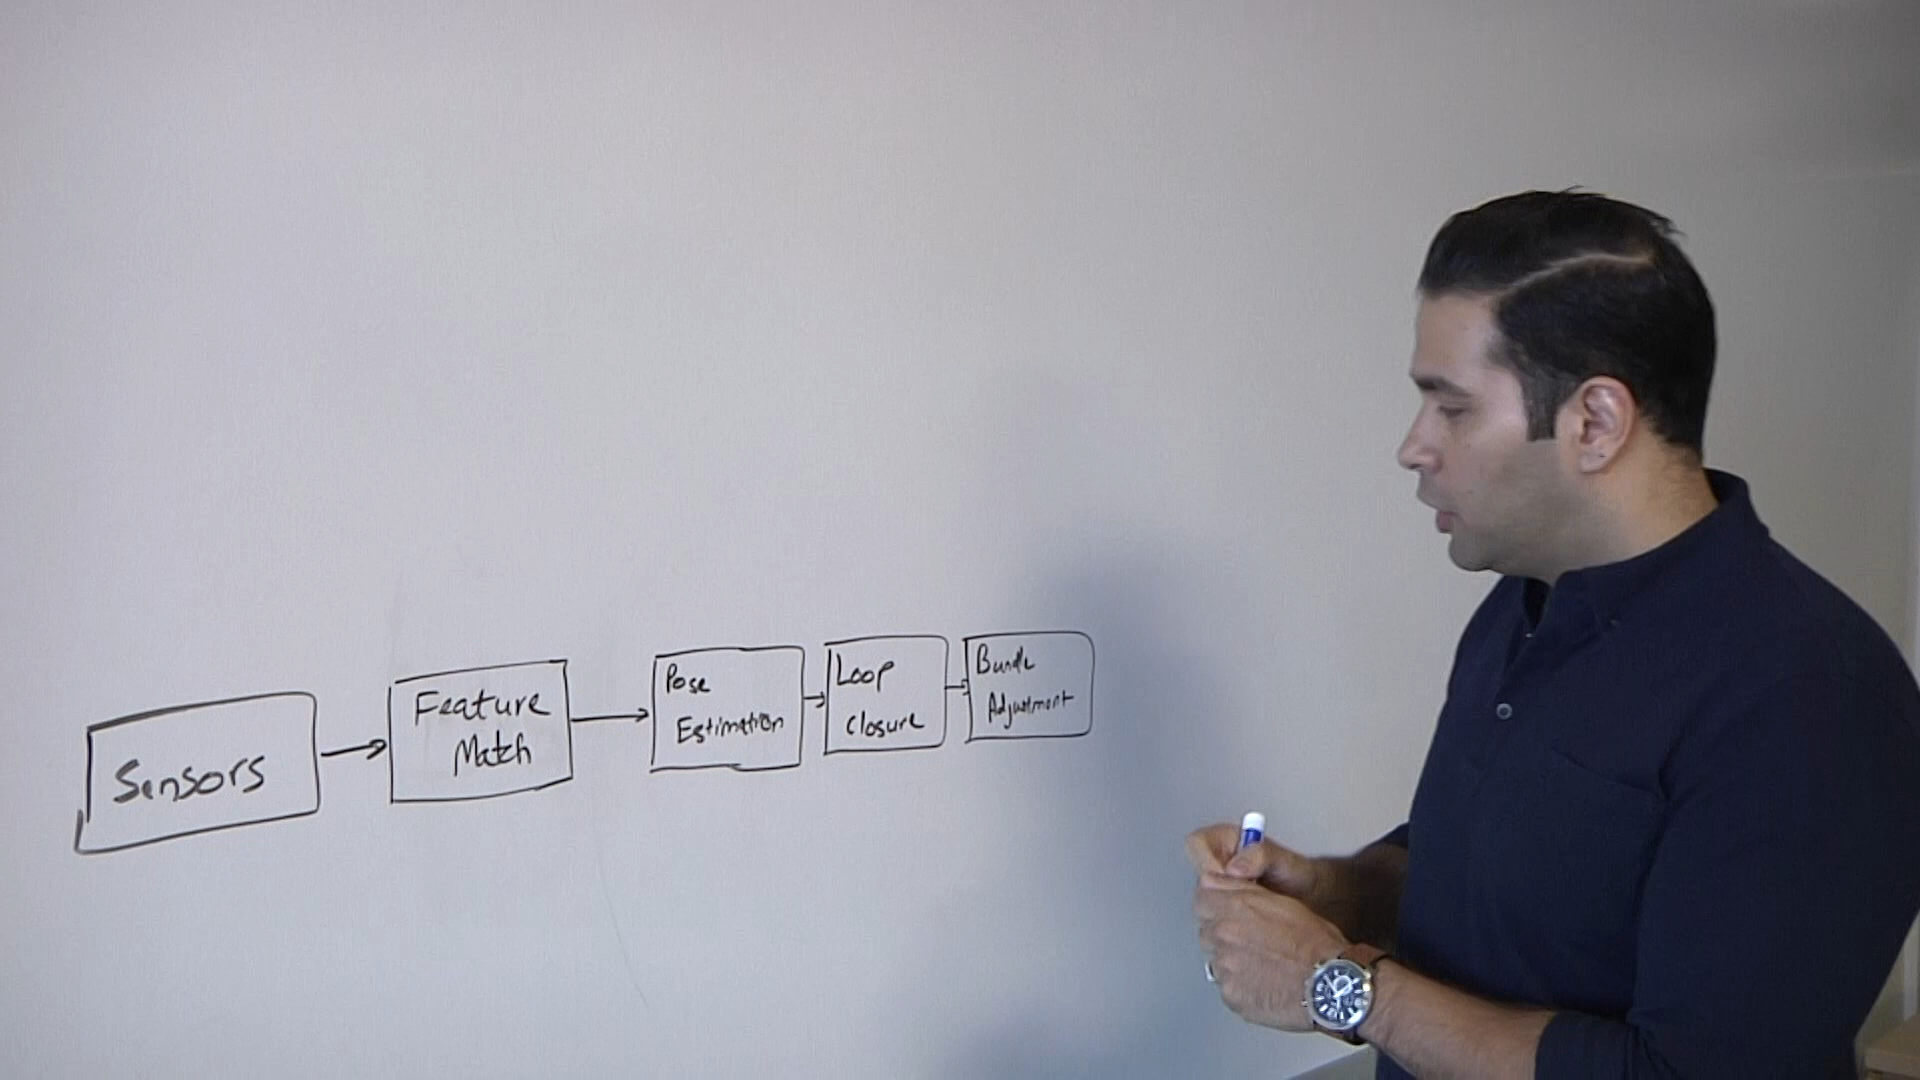 Sensors
Feature
Match
Pose
Estimation
Loop
Closure
Bundle
Adjustment